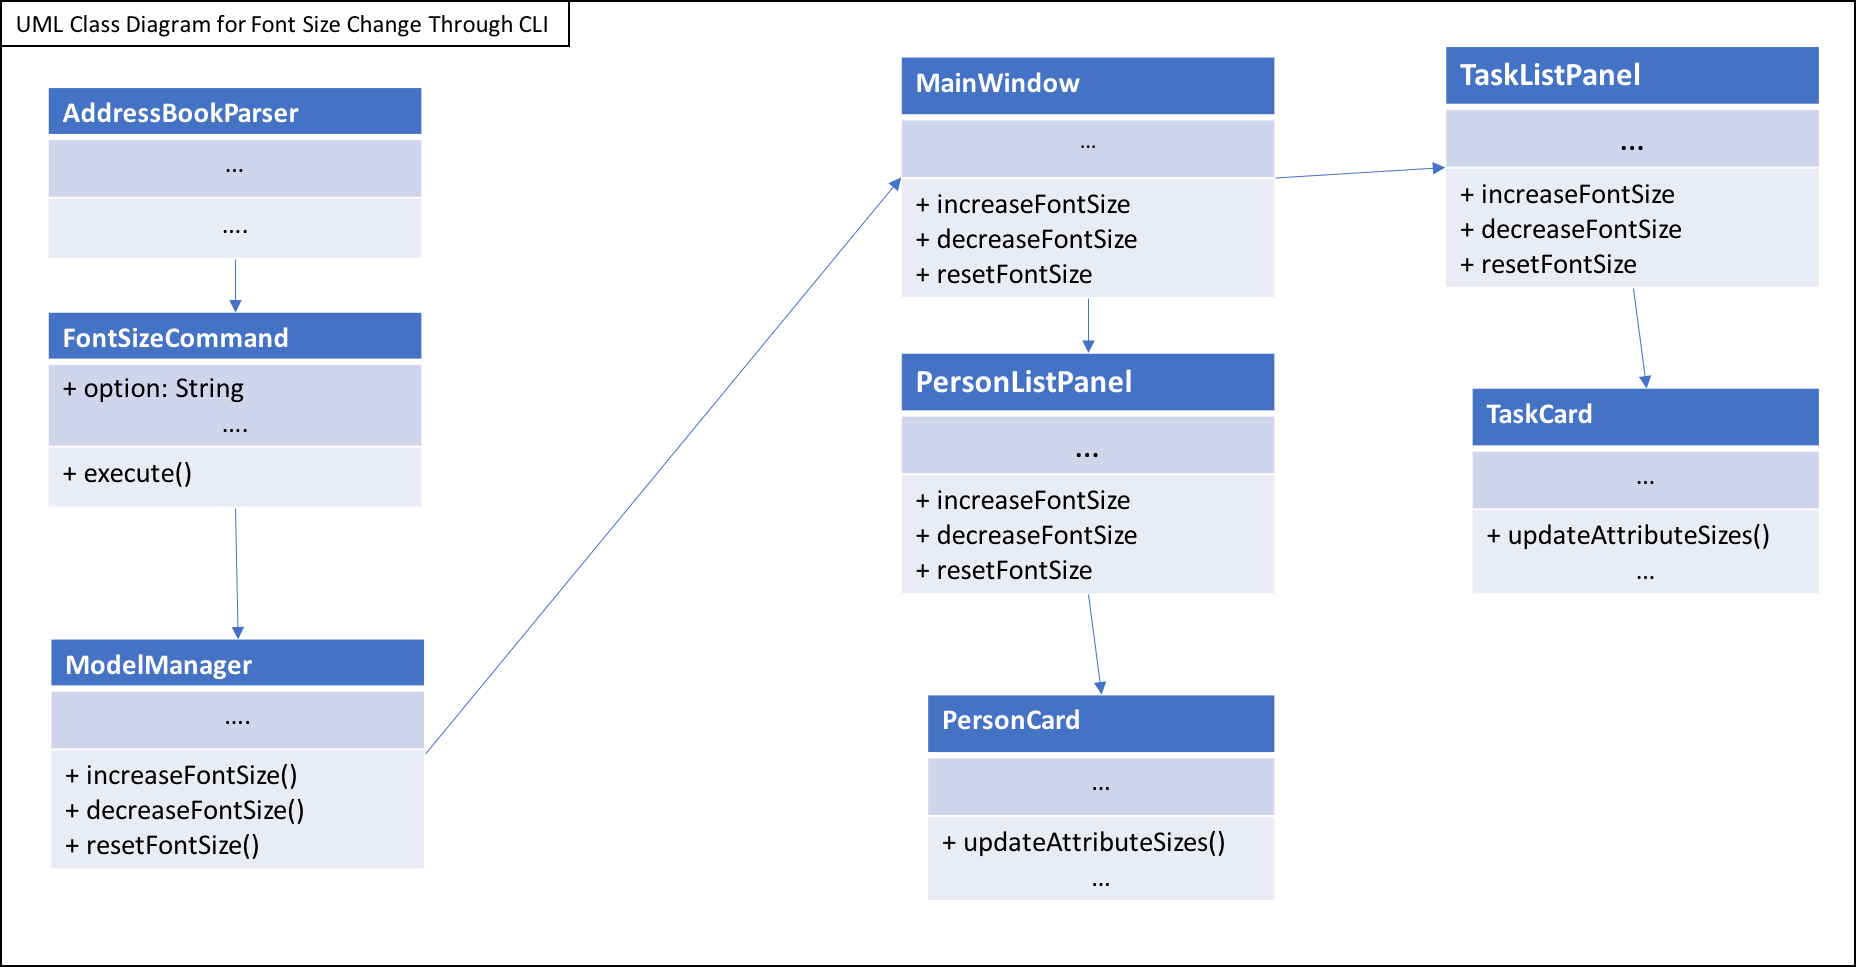 UML Class Diagram for Font Size Change Through CLI
AddressBookParser
...
....
FontSizeCommand
+ option: String
....
+ execute()
ModelManager
....
+ increaseFontSize()
+ decreaseFontSize()
+ resetFontSize()
MainWindow
...
+ increaseFontSize
+ decreaseFontSize
+ resetFontSize
PersonListPanel
...
+ increaseFontSize
+ decreaseFontSize
+ resetFontSize
PersonCard
...
+ updateAttributeSizes()
...
TaskListPanel
...
+ increaseFontSize
+ decreaseFontSize
+ resetFontSize
TaskCard
...
+ updateAttributeSizes()
...